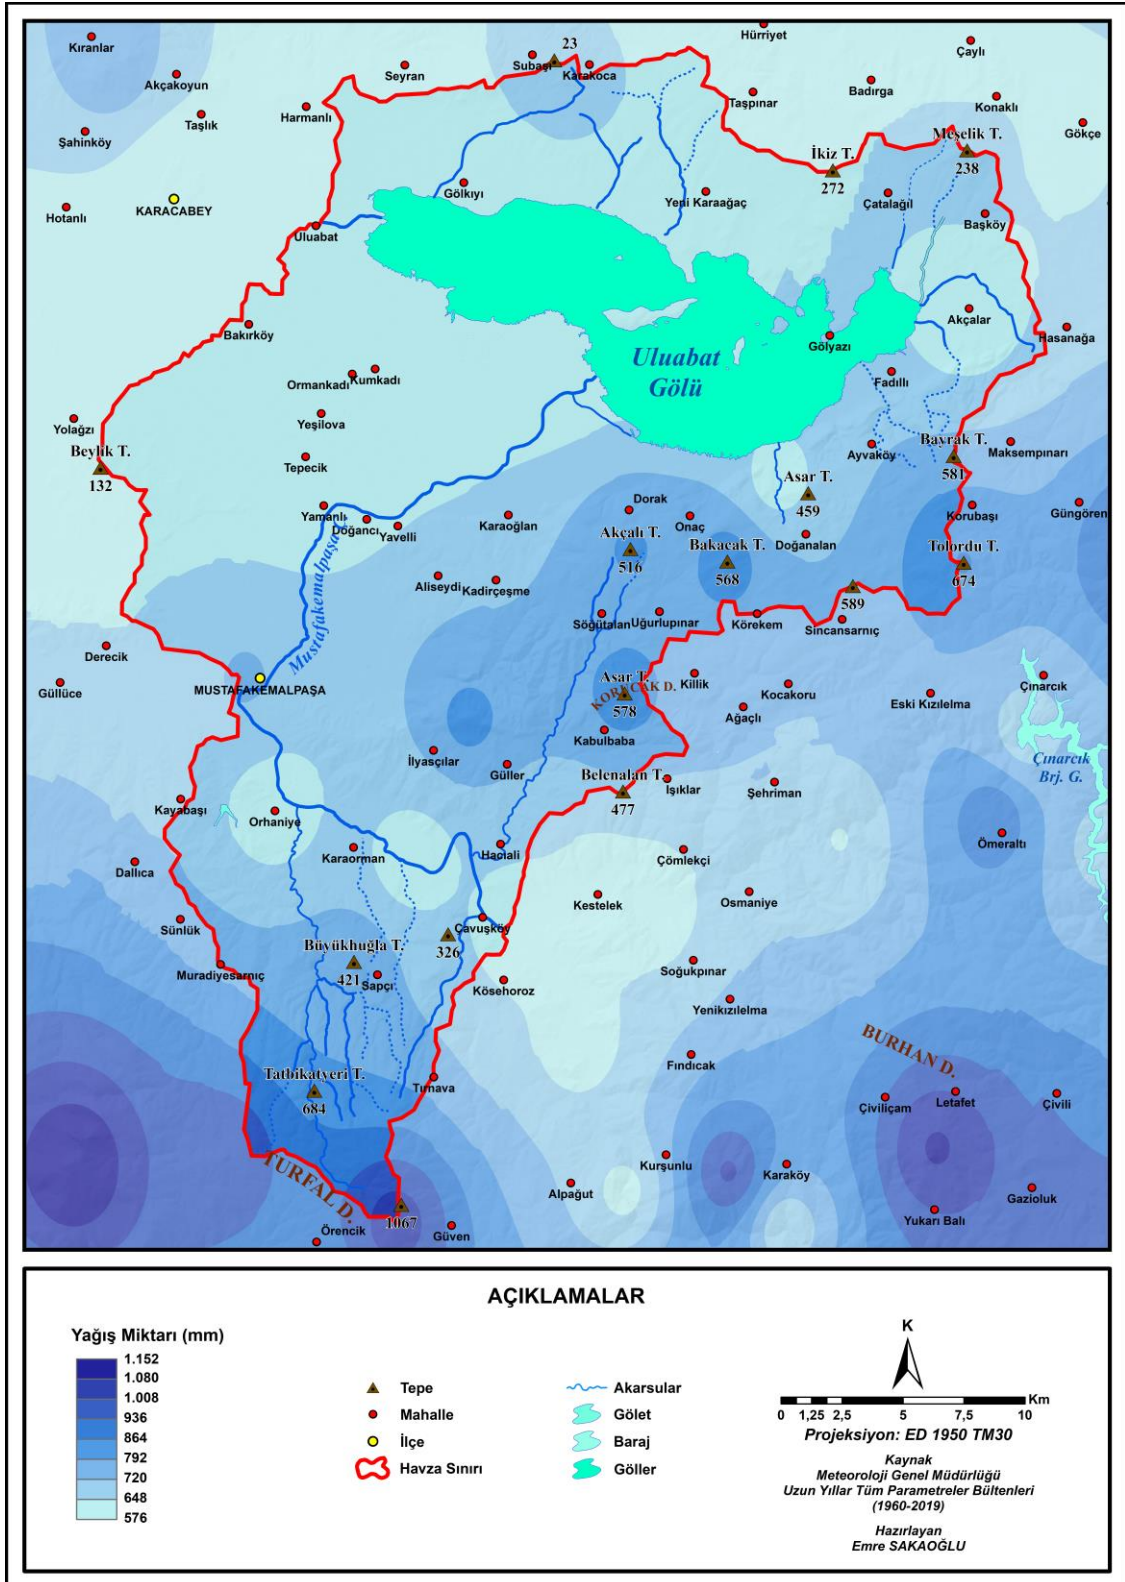 Hürriyet
Kıranlar
23
Çaylı
Subaşı
Karakoca
Seyran
Akçakoyun
Badırga
Taşpınar
Konaklı
Harmanlı
Taşlık
Gökçe
Şahinköy
Meşelik T.
238
İkiz T.
272
Gölkıyı
Yeni Karaağaç
Çatalağıl
KARACABEY
Hotanlı
Başköy
Uluabat
Akçalar
Hasanağa
Bakırköy
Gölyazı
Uluabat
Gölü
Fadıllı
Ormankadı
Kumkadı
Yeşilova
Yolağzı
Beylik T.
132
Bayrak T.
581
Maksempınarı
Ayvaköy
Tepecik
Asar T.
459
Yamanlı
Doğancı
Yavelli
Karaoğlan
Dorak
Onaç
Korubaşı
Güngören
Akçalı T.
516
Bakacak T.
568
Doğanalan
Tolordu T.
674
Mustafakemalpaşa
Aliseydi
Kadirçeşme
589
Söğütalan
Uğurlupınar
Körekem
Sincansarnıç
Derecik
Güllüce
MUSTAFAKEMALPAŞA
Asar T.
KORUCAK D.
578
Killik
Kocakoru
Çınarcık
Ağaçlı
Eski Kızılelma
Kabulbaba
İlyasçılar
Güller
Çınarcık
Brj. G.
Belenalan T.
477
Işıklar
Şehriman
Kayabaşı
Orhaniye
Ömeraltı
Karaorman
Hacıali
Çömlekçi
Dallıca
Kestelek
Osmaniye
Sünlük
Çavuşköy
326
Büyükhuğla T.
421
Sapçı
Muradiyesarnıç
Kösehoroz
Soğukpınar
Yenikızılelma
BURHAN D.
Fındıcak
Tatbikatyeri T.
684
Tırnava
Çiviliçam
Letafet
Çivili
TURFAL D.
Kurşunlu
Karaköy
Alpağut
Gazioluk
1067
Örencik
Güven
Yukarı Balı
AÇIKLAMALAR
Yağış Miktarı (mm)
1.152
1.080
1.008
936
864
792
720
648
576
Tepe
Mahalle
İlçe
Havza Sınırı
Akarsular
Gölet
Baraj
Göller
K
0 1,25 2,5 5 7,5 10 Km
Projeksiyon: ED 1950 TM30
Kaynak
Meteoroloji Genel Müdürlüğü
Uzun Yıllar Tüm Parametreler Bültenleri
(1960-2019)
Hazırlayan
Emre SAKAOĞLU